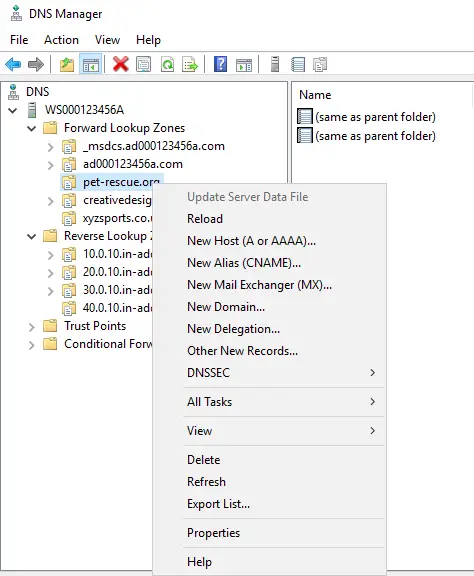 DNS Manager
File Action View Help
DNS
WS000123456A
Forward Lookup Zones
_msdcs.ad000123456a.com
ad000123456a.com
pet-rescue.org
creativedesig
xyzsports.co.u
Reverse Lookup Z
10.0.10.in-add
20.0.10.in-add
30.0.10.in-add
40.0.10.in-add
Trust Points
Conditional Forw
Name
(same as parent folder)
(same as parent folder)
Update Server Data File
Reload
New Host (A or AAAA)...
New Alias (CNAME)...
New Mail Exchanger (MX)...
New Domain...
New Delegation...
Other New Records...
DNSSEC
All Tasks
View
Delete
Refresh
Export List...
Properties
Help